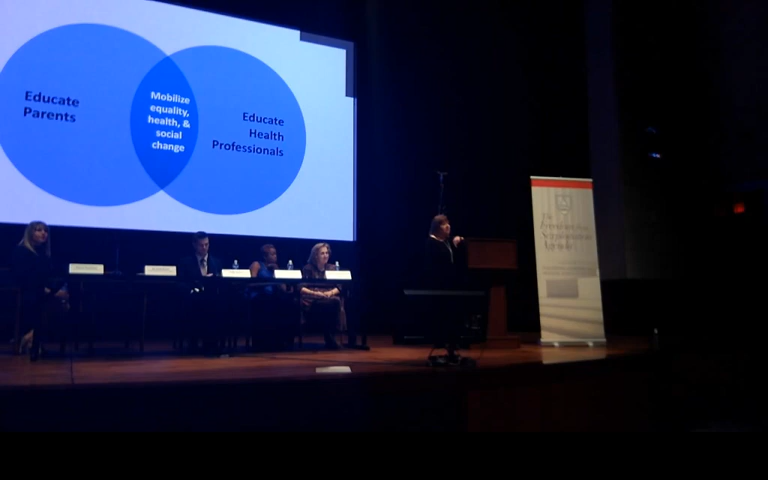 Educate
Parents
Mobilize
equality,
health, &
social
change
Educate
Health
Professionals